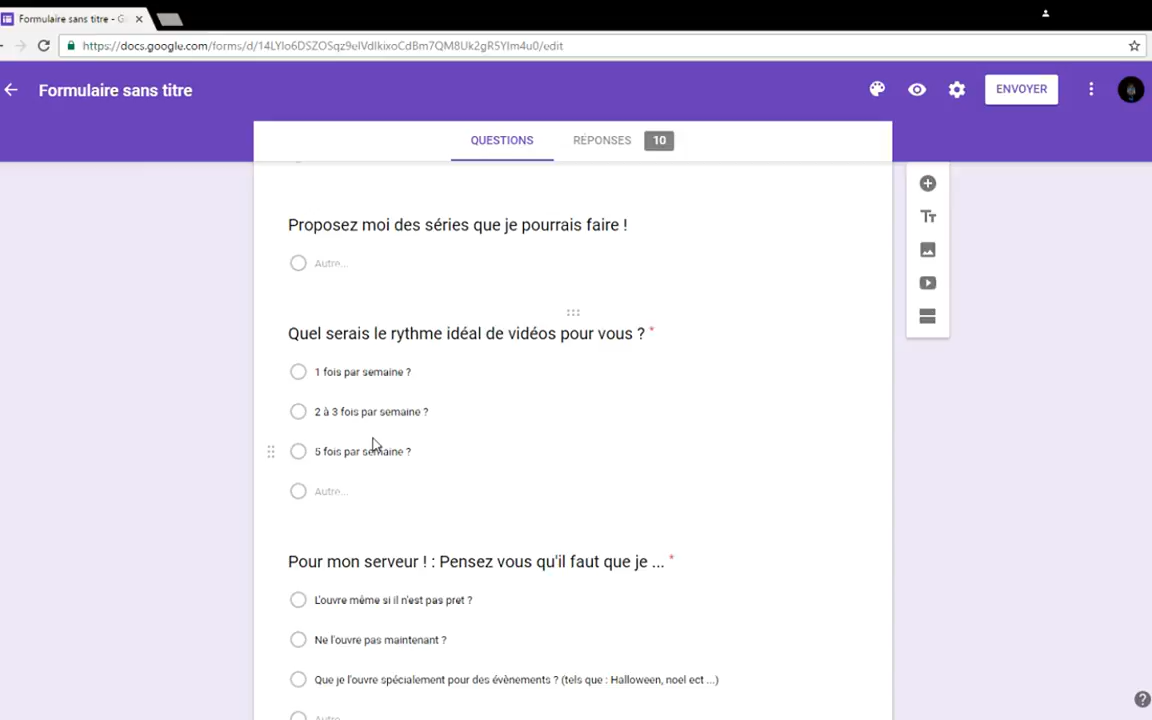 Formulaire sans titre - G
https://docs.google.com/forms/d/14LYlo6DSZOSqz9eIVdIkixoCdBm7QM8Uk2gR5YIm4u0/edit
Formulaire sans titre
ENVOYER
QUESTIONS
RÉPONSES
10
Proposez moi des séries que je pourrais faire !
Autre...
Quel serais le rythme idéal de vidéos pour vous ? *
1 fois par semaine ?
2 à 3 fois par semaine ?
5 fois par semaine ?
Autre...
Pour mon serveur ! : Pensez vous qu'il faut que je ... *
L'ouvre même si il n'est pas pret ?
Ne l'ouvre pas maintenant ?
Que je l'ouvre spécialement pour des évènements ? (tels que : Halloween, noel ect ...)
Autre